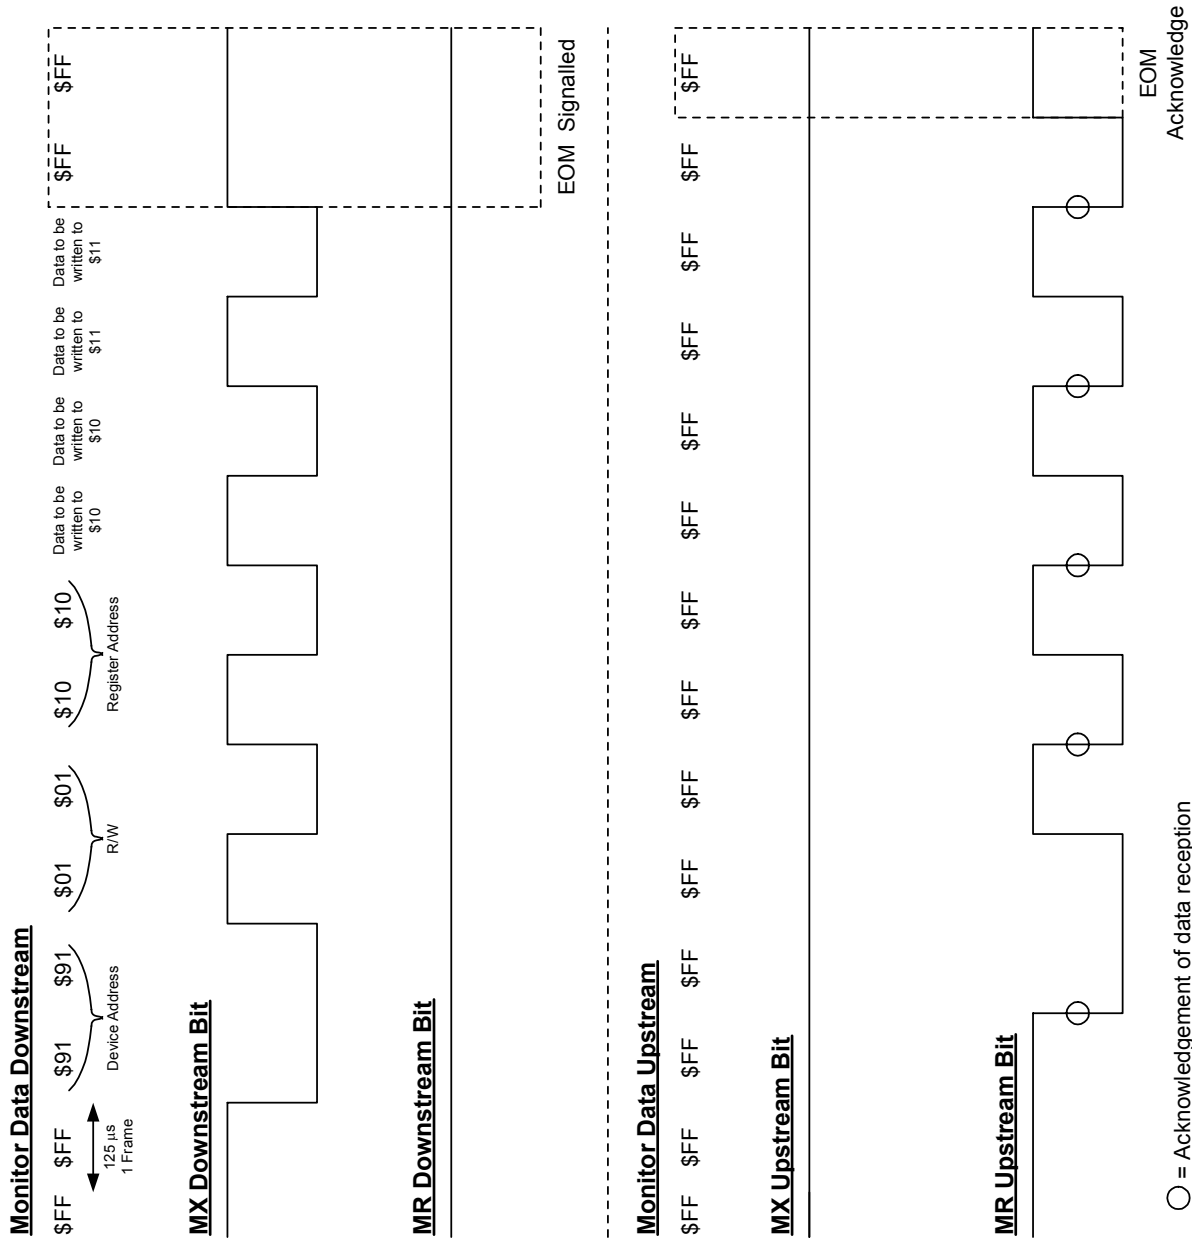 Monitor Data Downstream
$FF $FF $91 $91 $01 $01 $10 $10 Data to be written to $10 Data to be written to $10 Data to be written to $11 Data to be written to $11 $FF $FF
125 µs
1 Frame
Device Address
R/W
Register Address
MX Downstream Bit
MR Downstream Bit
EOM Signalled
Monitor Data Upstream
$FF $FF $FF $FF $FF $FF $FF $FF $FF $FF $FF $FF $FF $FF
MX Upstream Bit
MR Upstream Bit
EOM
Acknowledge
= Acknowledgement of data reception